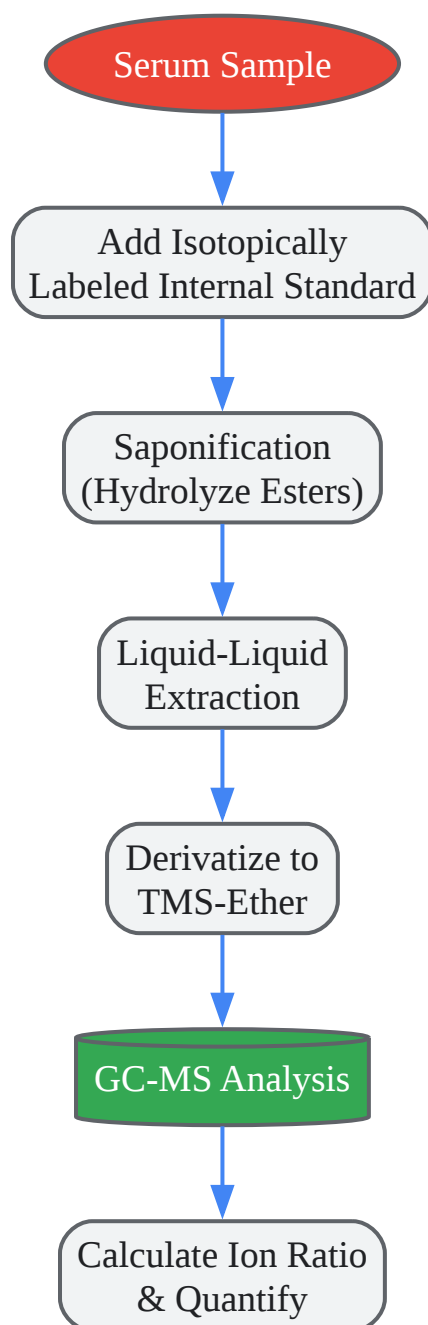 Serum Sample
Add Isotopically
Labeled Internal Standard
Saponification
(Hydrolyze Esters)
Liquid-Liquid
Extraction
Derivatize to
TMS-Ether
GC-MS Analysis
Calculate Ion Ratio
& Quantify